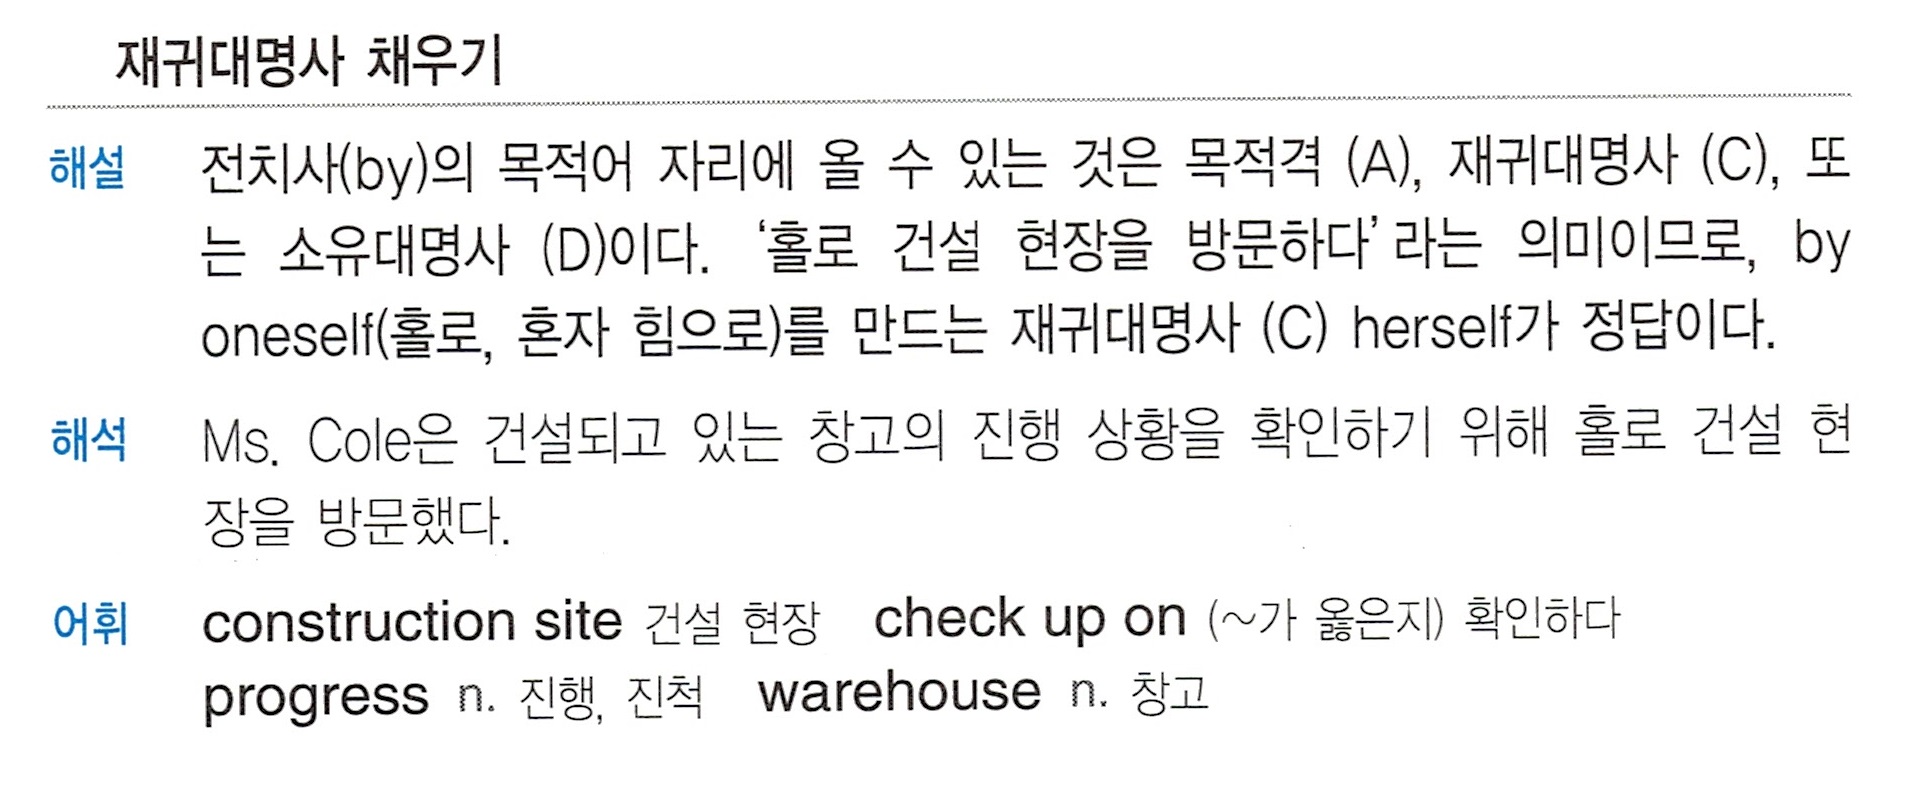 재귀대명사 채우기
해설 전치사(by)의 목적어 자리에 올 수 있는 것은 목적격 (A), 재귀대명사 (C), 또
는 소유대명사 (D)이다. ‘홀로 건설 현장을 방문하다’라는 의미이므로, by
oneself(홀로, 혼자 힘으로)를 만드는 재귀대명사 (C) herself가 정답이다.
해석 Ms. Cole은 건설되고 있는 창고의 진행 상황을 확인하기 위해 홀로 건설 현
장을 방문했다.
어휘 construction site 건설 현장 check up on (~가 옳은지) 확인하다
progress n. 진행, 진척 warehouse n. 창고